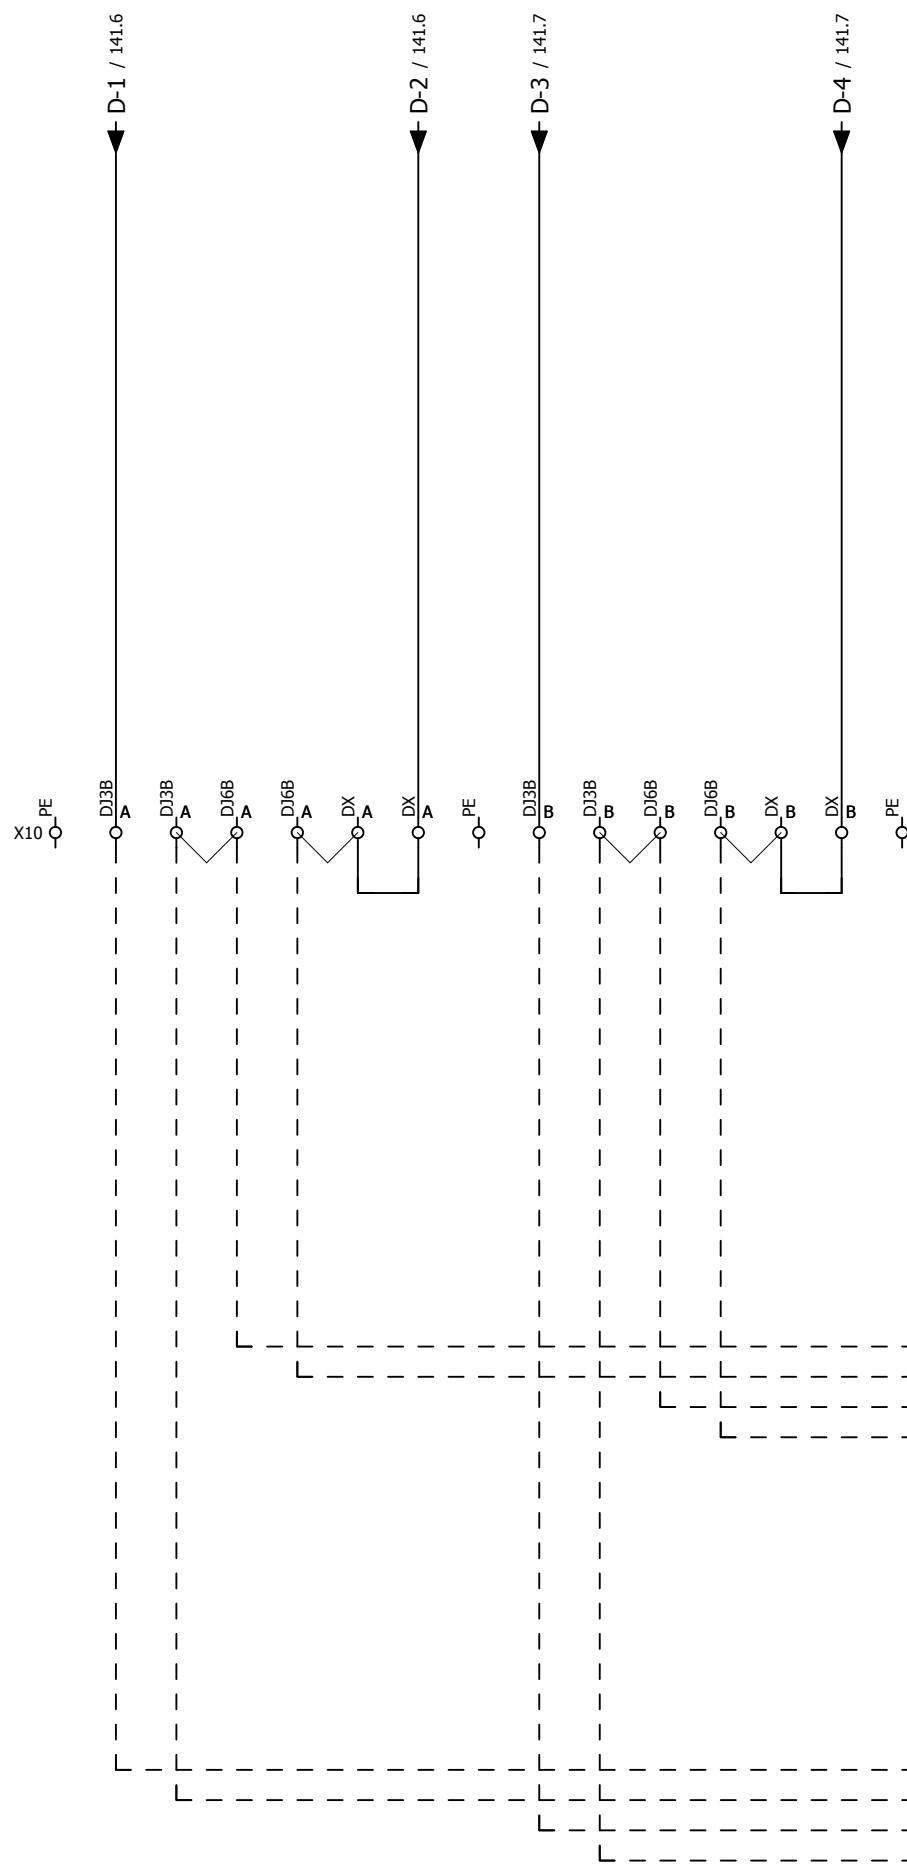 D-1 / 141.6
D-2 / 141.6
D-3 / 141.7
D-4 / 141.7
X10
PE
DJ3B A
DJ3B A
DJ6B A
DJ6B A
DX A
DX A
PE
DJ3B B
DJ3B B
DJ6B B
DJ6B B
DX B
DX B
PE